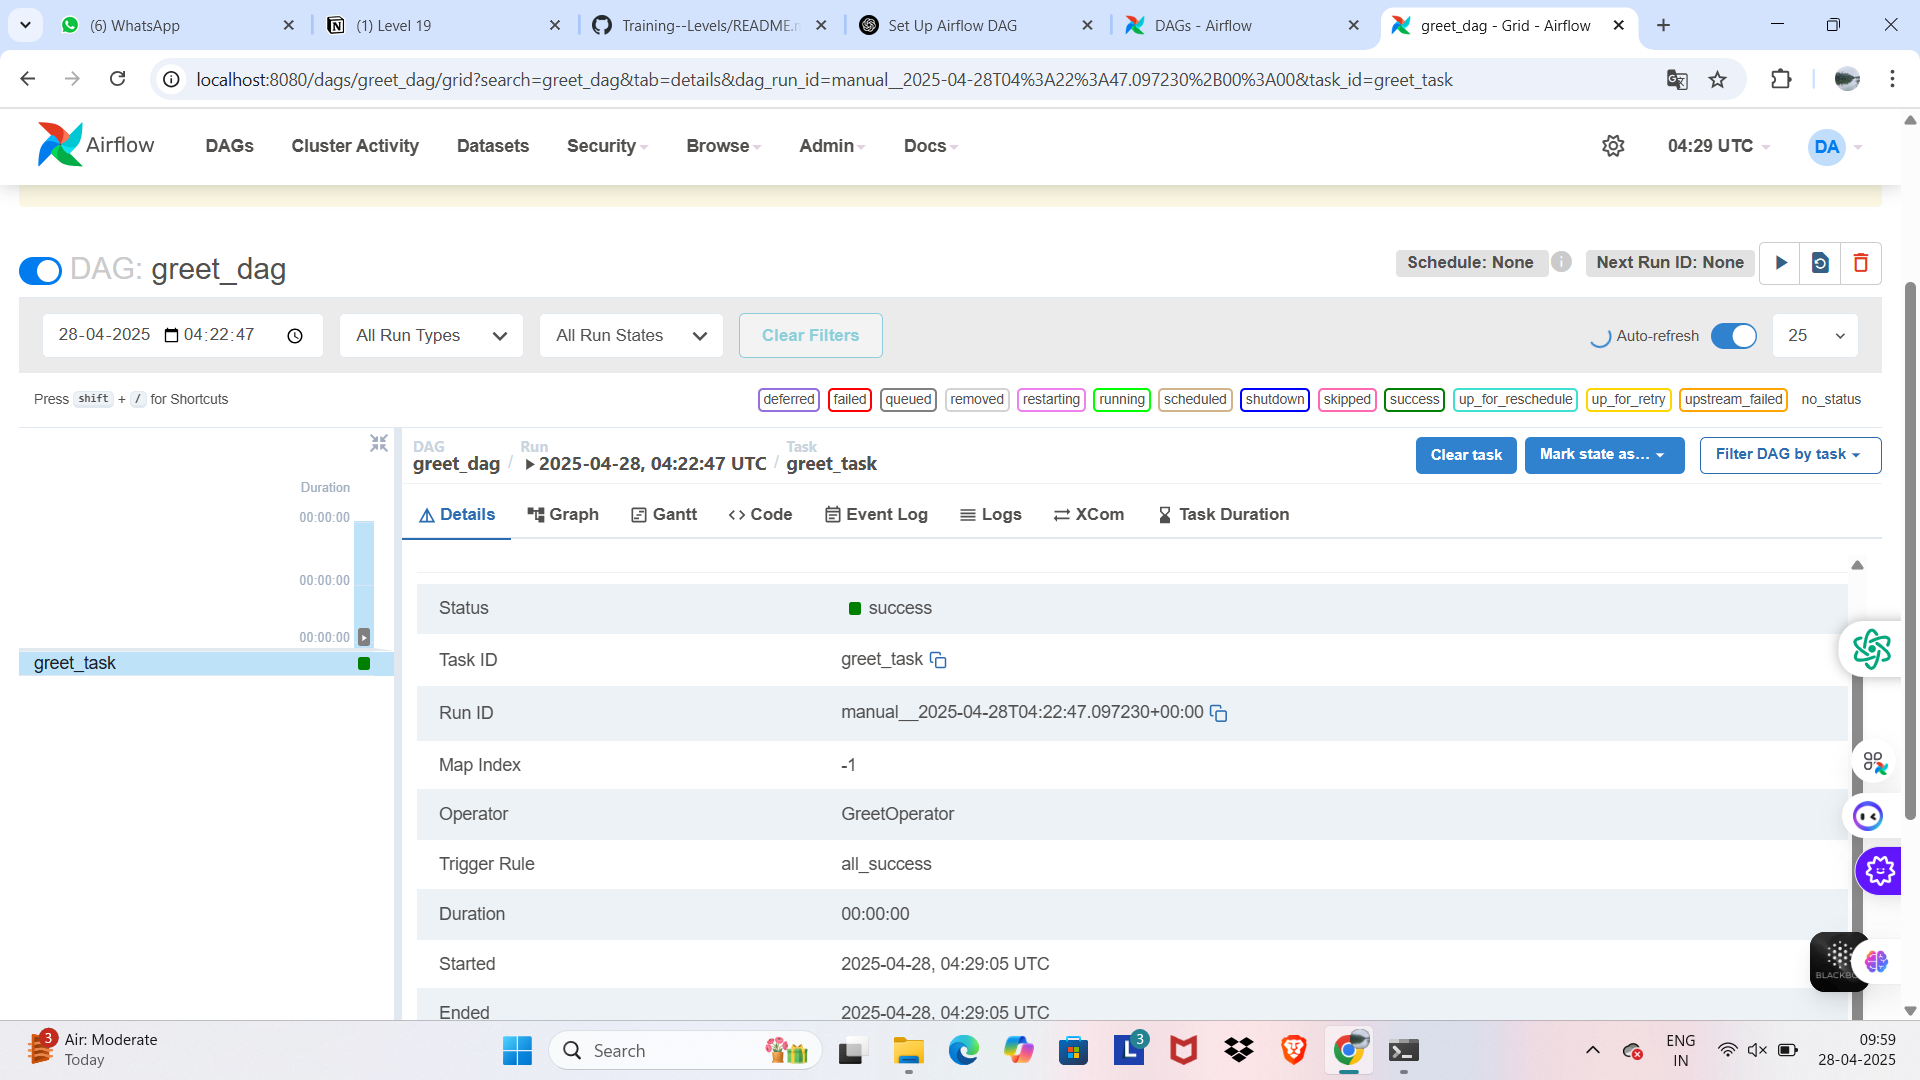 (6) WhatsApp
(1) Level 19
Training--Levels/README.m
Set Up Airflow DAG
DAGs - Airflow
greet_dag - Grid - Airflow
localhost:8080/dags/greet_dag/grid?search=greet_dag&tab=details&dag_run_id=manual__2025-04-28T04%3A22%3A47.097230%2B00%3A00&task_id=greet_task
Airflow
DAGs
Cluster Activity
Datasets
Security
Browse
Admin
Docs
04:29 UTC
DA
DAG: greet_dag
Schedule: None
Next Run ID: None
28-04-2025 04:22:47
All Run Types
All Run States
Clear Filters
Auto-refresh
25
Press shift + / for Shortcuts
deferred
failed
queued
removed
restarting
running
scheduled
shutdown
skipped
success
up_for_reschedule
up_for_retry
upstream_failed
no_status
Duration
00:00:00
00:00:00
00:00:00
greet_task
DAG
greet_dag
/
Run
2025-04-28, 04:22:47 UTC
/
Task
greet_task
Clear task
Mark state as…
Filter DAG by task
Details
Graph
Gantt
Code
Event Log
Logs
XCom
Task Duration
Status success
Task ID greet_task
Run ID manual__2025-04-28T04:22:47.097230+00:00
Map Index -1
Operator GreetOperator
Trigger Rule all_success
Duration 00:00:00
Started 2025-04-28, 04:29:05 UTC
Ended 2025-04-28, 04:29:05 UTC
3
Air: Moderate
Today
Search
L
3
ENG
IN
09:59
28-04-2025